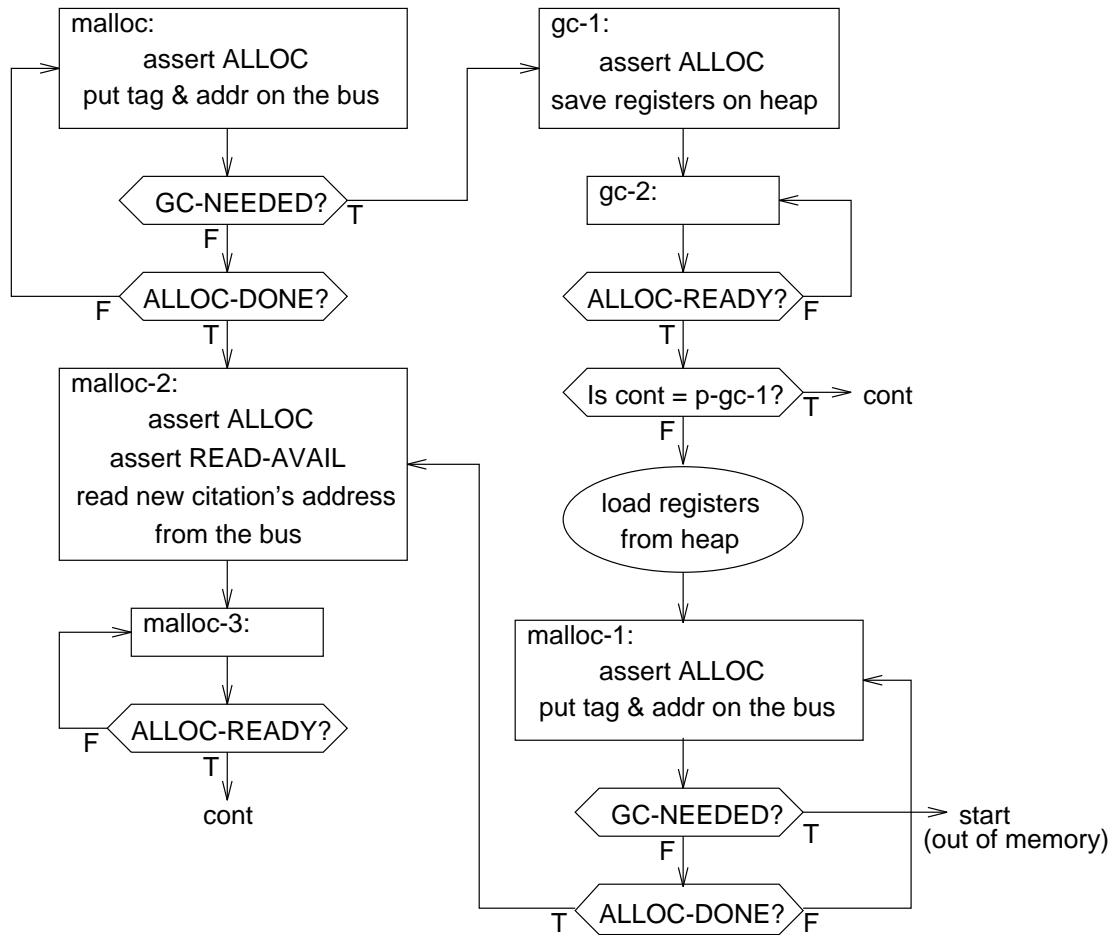 malloc:
assert ALLOC
put tag & addr on the bus
GC-NEEDED?
T
F
ALLOC-DONE?
F
T
malloc-2:
assert ALLOC
assert READ-AVAIL
read new citation's address
from the bus
malloc-3:
ALLOC-READY?
F
T
cont
gc-1:
assert ALLOC
save registers on heap
gc-2:
ALLOC-READY?
F
T
Is cont = p-gc-1?
T
cont
F
load registers
from heap
malloc-1:
assert ALLOC
put tag & addr on the bus
GC-NEEDED?
T
start
(out of memory)
F
ALLOC-DONE?
T
F